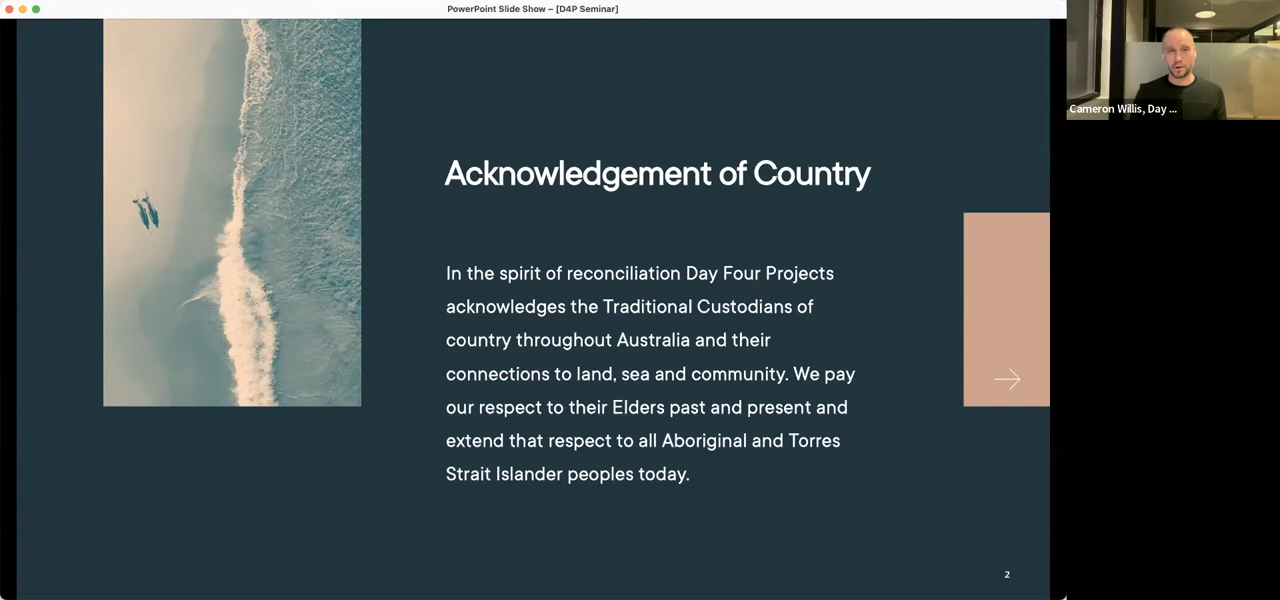 PowerPoint Slide Show – [D4P Seminar]
Cameron Willis, Day ...
Acknowledgement of Country
In the spirit of reconciliation Day Four Projects
acknowledges the Traditional Custodians of
country throughout Australia and their
connections to land, sea and community. We pay
our respect to their Elders past and present and
extend that respect to all Aboriginal and Torres
Strait Islander peoples today.
2